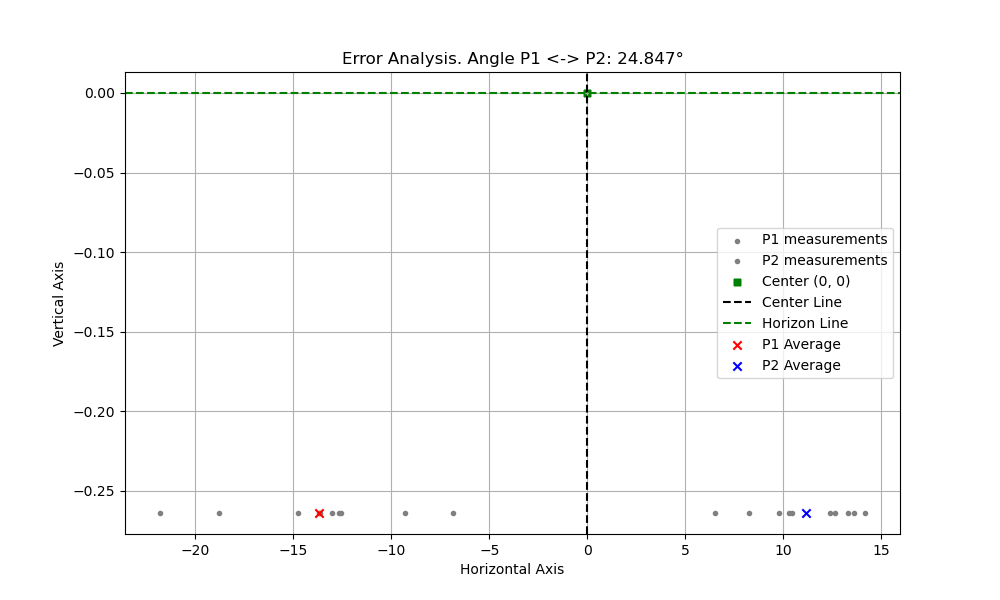 Error Analysis. Angle P1 <-> P2: 24.847°
0.00
−0.05
−0.10
−0.15
−0.20
−0.25
Vertical Axis
P1 measurements
P2 measurements
Center (0, 0)
Center Line
Horizon Line
P1 Average
P2 Average
−20
−15
−10
−5
0
5
10
15
Horizontal Axis